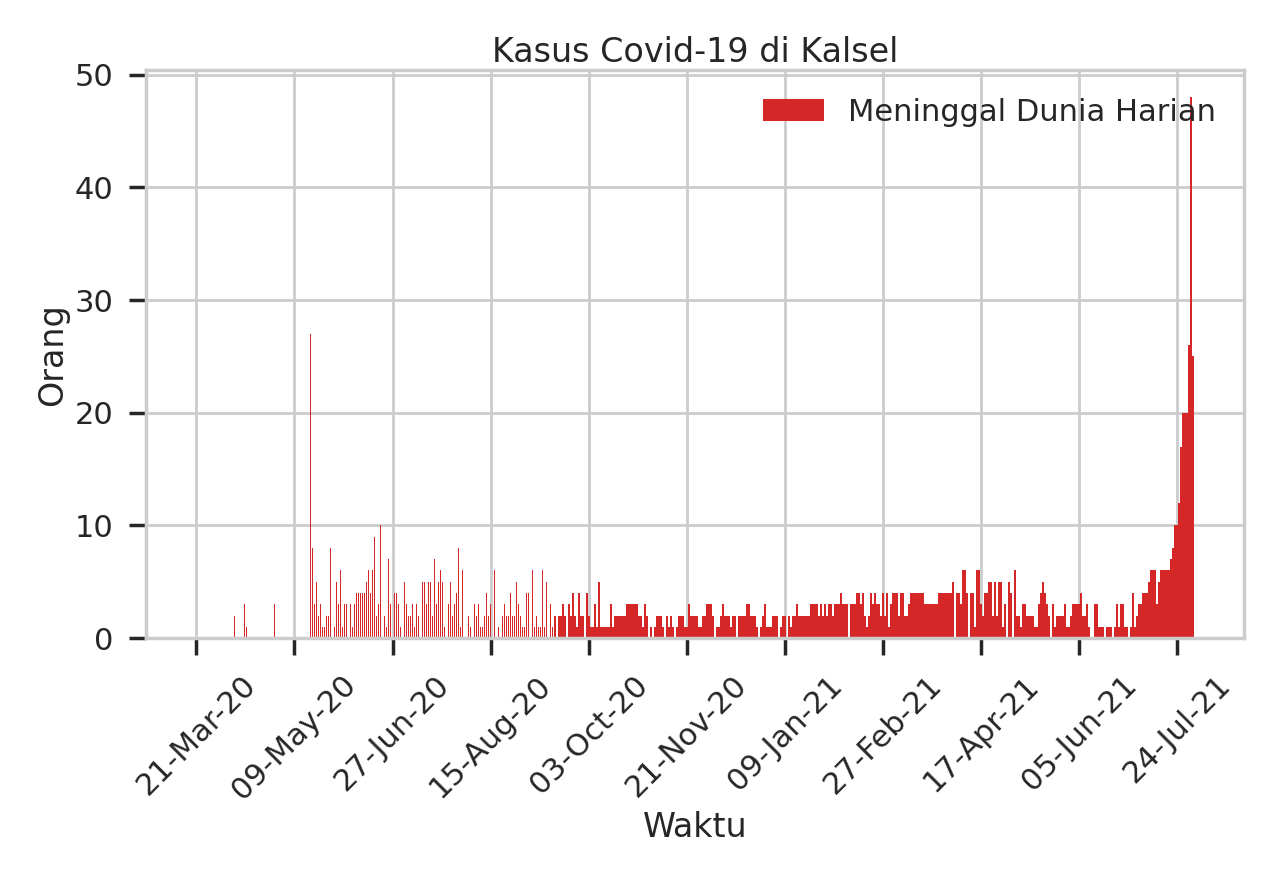 Kasus Covid-19 di Kalsel
Meninggal Dunia Harian
Orang
50
40
30
20
10
0
21-Mar-20
09-May-20
27-Jun-20
15-Aug-20
03-Oct-20
21-Nov-20
09-Jan-21
27-Feb-21
17-Apr-21
05-Jun-21
24-Jul-21
Waktu